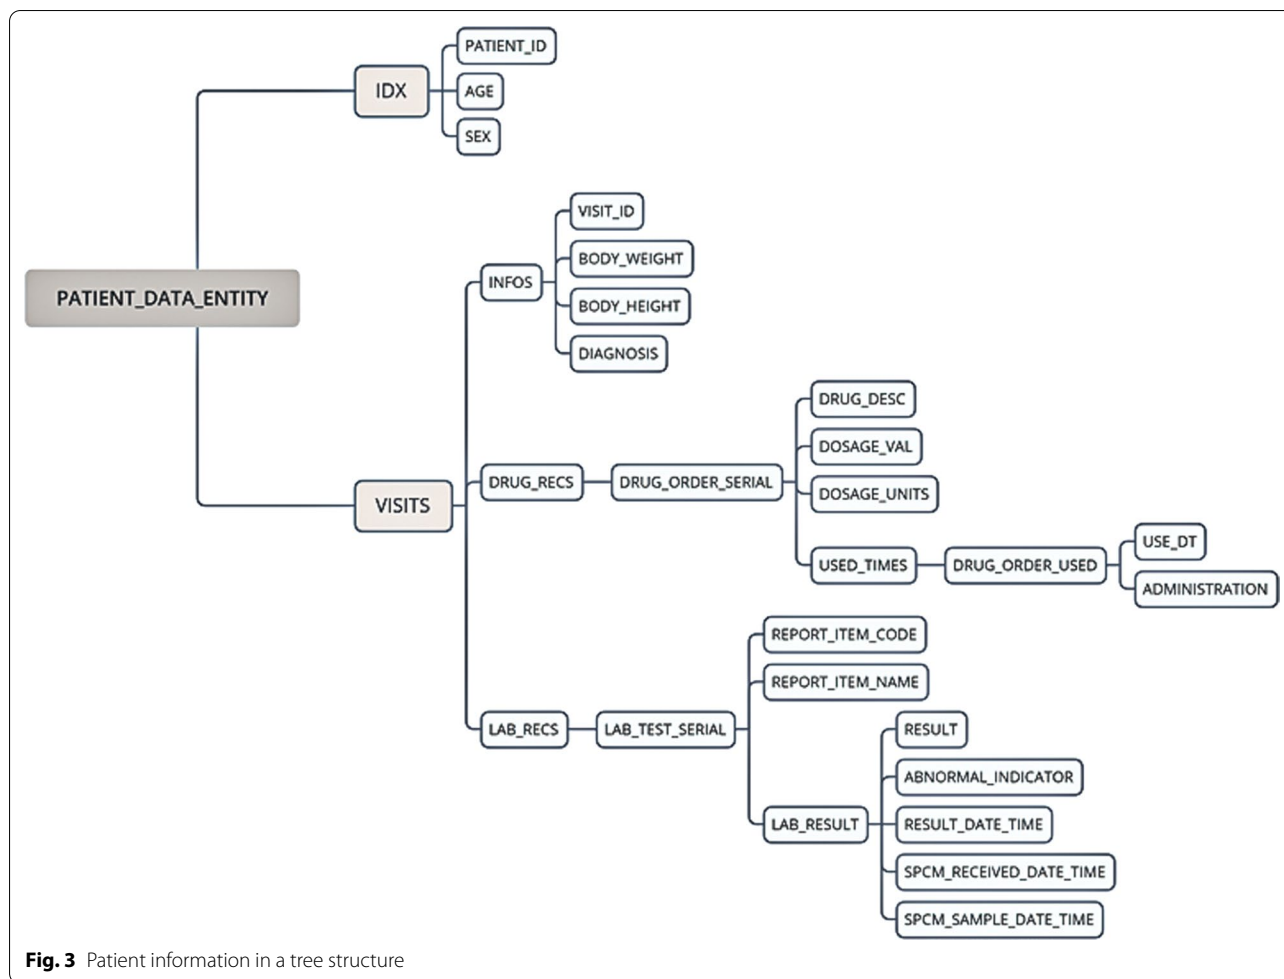 PATIENT_DATA_ENTITY
IDX
PATIENT_ID
AGE
SEX
VISITS
INFOS
VISIT_ID
BODY_WEIGHT
BODY_HEIGHT
DIAGNOSIS
DRUG_RECS
DRUG_ORDER_SERIAL
DRUG_DESC
DOSAGE_VAL
DOSAGE_UNITS
USED_TIMES
DRUG_ORDER_USED
USE_DT
ADMINISTRATION
LAB_RECS
LAB_TEST_SERIAL
REPORT_ITEM_CODE
REPORT_ITEM_NAME
LAB_RESULT
RESULT
ABNORMAL_INDICATOR
RESULT_DATE_TIME
SPCM_RECEIVED_DATE_TIME
SPCM_SAMPLE_DATE_TIME
Fig. 3 Patient information in a tree structure